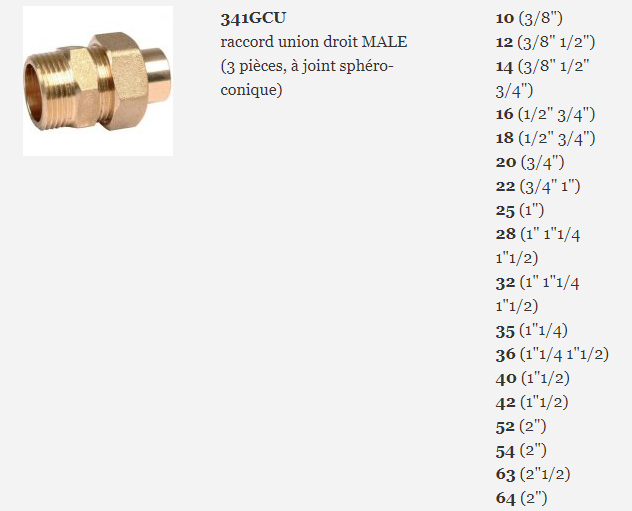 341GCU
raccord union droit MALE
(3 pièces, à joint sphéro-
conique)
10 (3/8")
12 (3/8" 1/2")
14 (3/8" 1/2"
3/4")
16 (1/2" 3/4")
18 (1/2" 3/4")
20 (3/4")
22 (3/4" 1")
25 (1")
28 (1" 1"1/4
1"1/2)
32 (1" 1"1/4
1"1/2)
35 (1"1/4)
36 (1"1/4 1"1/2)
40 (1"1/2)
42 (1"1/2)
52 (2")
54 (2")
63 (2"1/2)
64 (2")